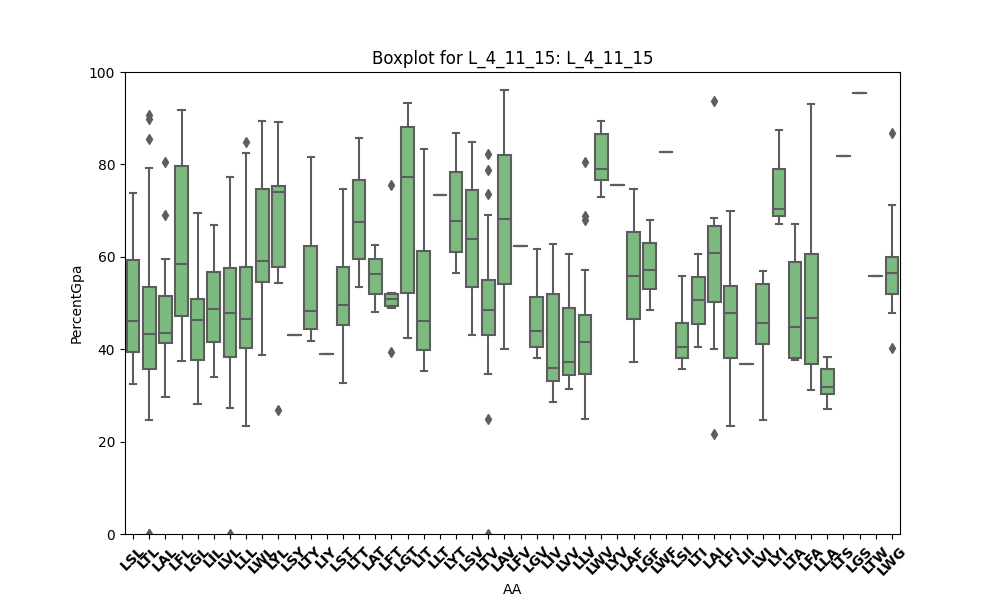 Boxplot for L_4_11_15: L_4_11_15
PercentGpa
100
80
60
40
20
0
LSL LTL LAL LFL LGL LIL LVL LLL LWL LYL LSY LTY LIY LST LTT LAT LFT LGT LIT LLT LYT LSV LTV LAV LFV LGV LIV LVV LLV LWV LYV LAF LGF LWF LSI LTI LAI LFI LII LVI LYI LTA LFA LLA LTS LGS LTW LWG
AA